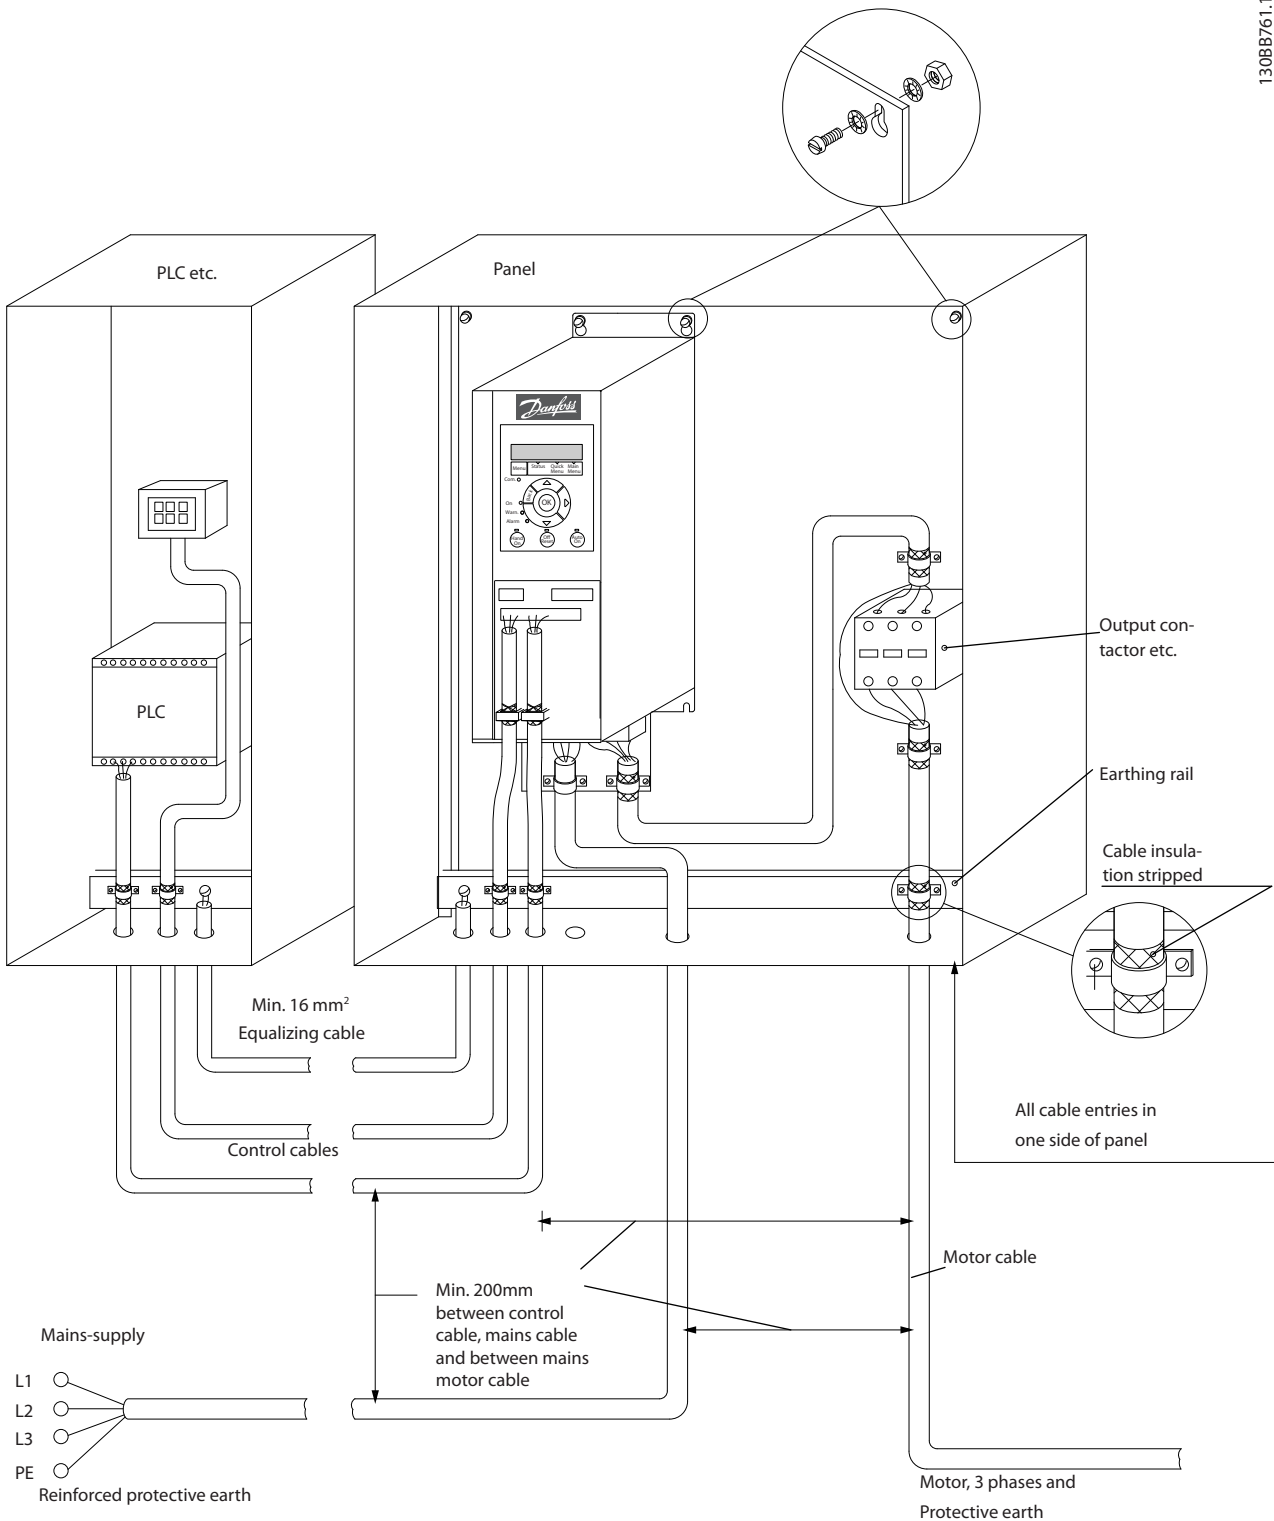 130BB761.1
PLC etc.
Panel
Danfoss
Menu
Status
Quick
Menu
Main
Menu
Com.
Back
OK
On
Warn.
Alarm
Hand
On
Off
Reset
Auto
On
PLC
Output con-
tactor etc.
Earthing rail
Cable insula-
tion stripped
Min. 16 mm²
Equalizing cable
Control cables
All cable entries in
one side of panel
Min. 200mm
between control
cable, mains cable
and between mains
motor cable
Motor cable
Mains-supply
L1
L2
L3
PE
Reinforced protective earth
Motor, 3 phases and
Protective earth